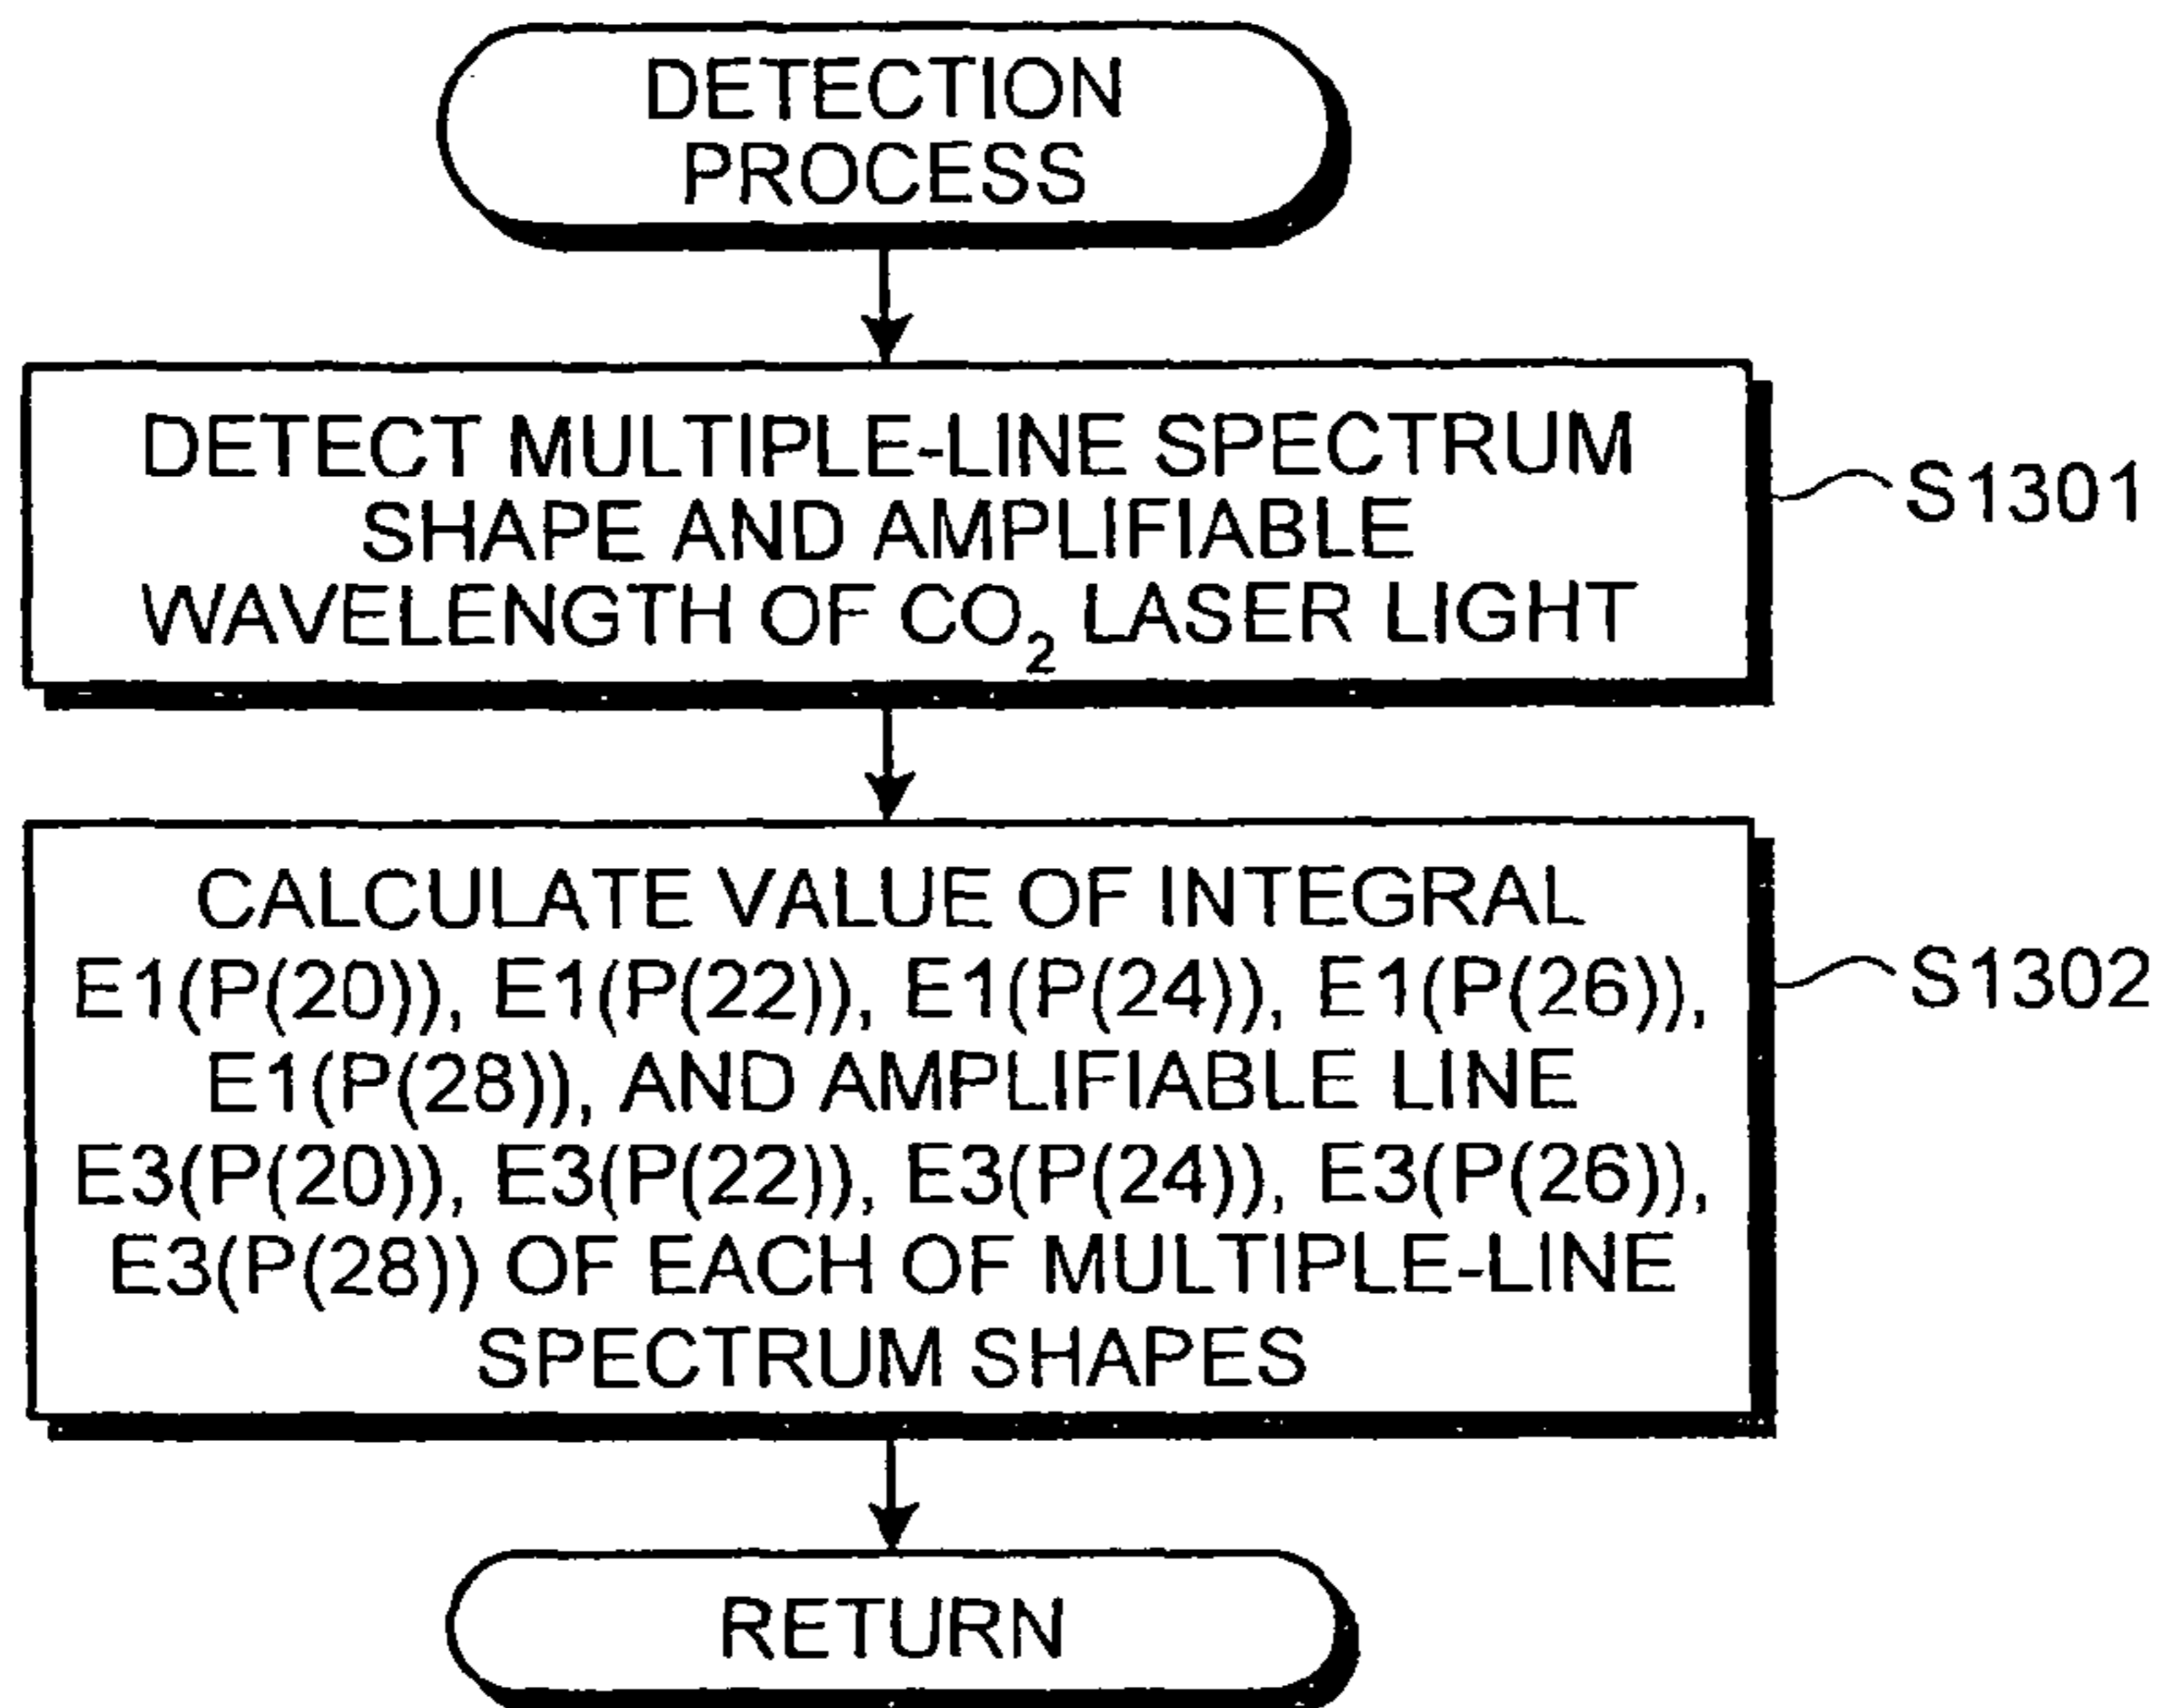 DETECTION
PROCESS
DETECT MULTIPLE-LINE SPECTRUM
SHAPE AND AMPLIFIABLE
WAVELENGTH OF CO₂ LASER LIGHT
S1301
CALCULATE VALUE OF INTEGRAL
E1(P(20)), E1(P(22)), E1(P(24)), E1(P(26)),
E1(P(28)), AND AMPLIFIABLE LINE
E3(P(20)), E3(P(22)), E3(P(24)), E3(P(26)),
E3(P(28)) OF EACH OF MULTIPLE-LINE
SPECTRUM SHAPES
S1302
RETURN